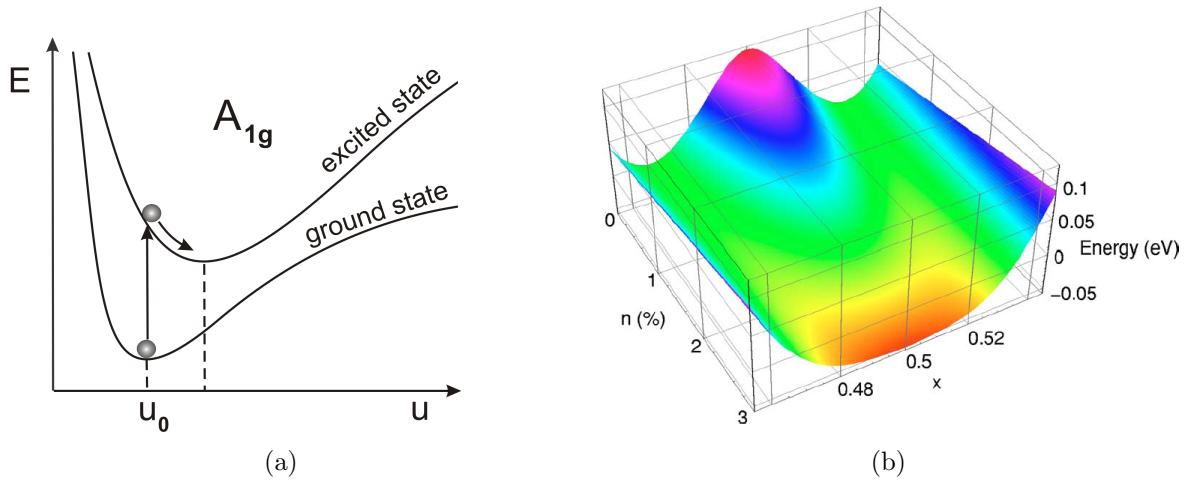 E
A1g
excited state
ground state
u0
u
(a)
0
1
2
3
n (%)
0.48
0.5
0.52
x
0.1
0.05
0
−0.05
Energy (eV)
(b)